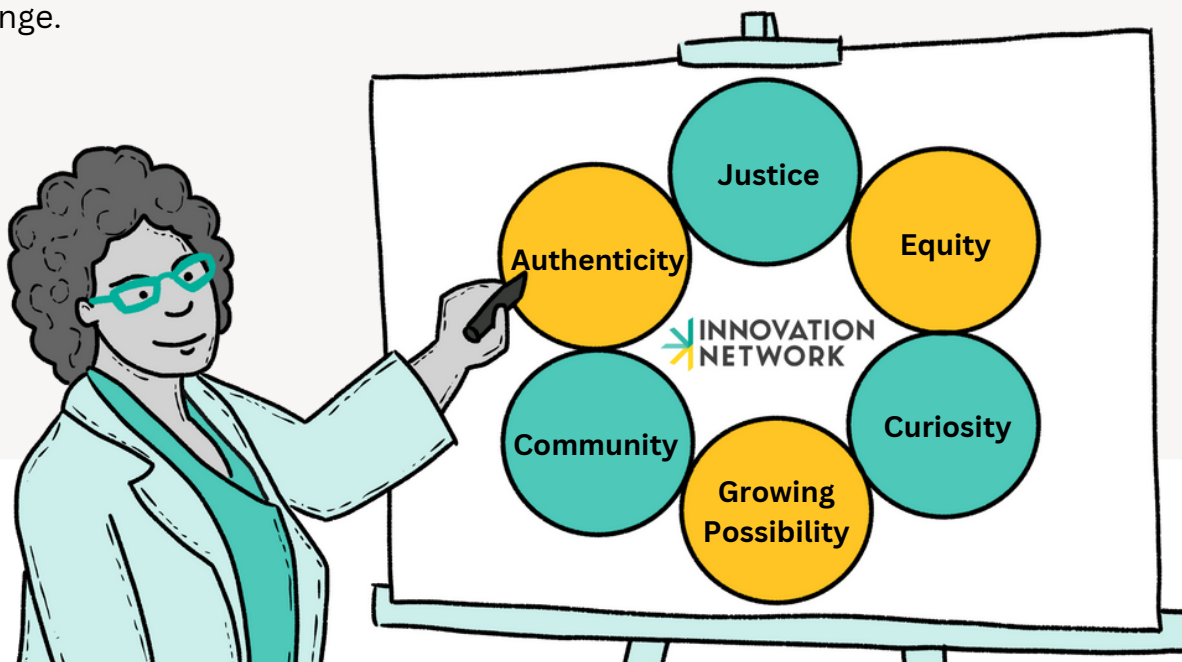 nge.
Justice
Authenticity
Equity
INNOVATION
NETWORK
Community
Curiosity
Growing
Possibility